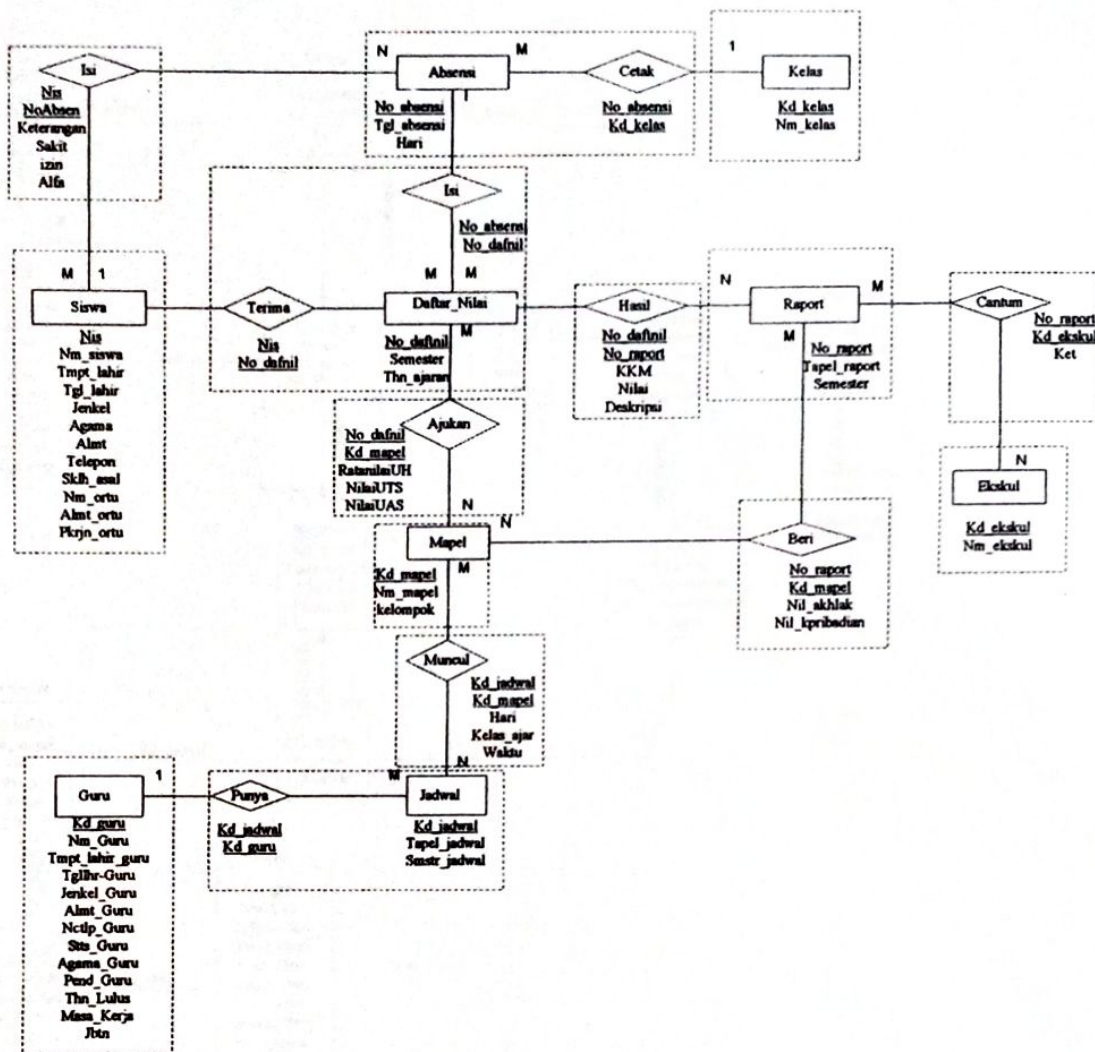 Isi
N
Absensi
M
Cetak
1
Kelas
Nis
NoAbsen
Keterangan
Sakit
izin
Alfa
1
No_absensi
Tgl_absensi
Hari
No_absensi
Kd_kelas
Kd_kelas
Nm_kelas
Isi
No_absensi
No_dafnil
M
1
Siswa
Terima
M
M
Daftar_Nilai
M
Hasil
N
Raport
M
M
Cantum
Nis
Nm_siswa
Tmpt_lahir
Tgl_lahir
Jenkel
Agama
Almt
Telepon
Sklh_asal
Nm_ortu
Almt_ortu
Pkrjn_ortu
Nis
No_dafnil
No_dafinil
Semester
Thn_ajaran
No_dafinil
No_raport
KKM
Nilai
Deskripsi
No_raport
Tapel_raport
Semester
No_raport
Kd_ekskul
Ket
Ajukan
No_dafnil
Kd_mapel
RatanilaiUH
NilaiUTS
NilaiUAS
N
N
Ekskul
Kd_ekskul
Nm_ekskul
N
Mapel
M
Kd_mapel
Nm_mapel
kelompok
Beri
No_raport
Kd_mapel
Nil_akhlak
Nil_kpribadian
Muncul
Kd_jadwal
Kd_mapel
Hari
Kelas_ajar
Waktu
N
1
Guru
Punya
M
Jadwal
Kd_jadwal
Kd_guru
Kd_jadwal
Tapel_jadwal
Smstr_jadwal
Kd_guru
Nm_Guru
Tmpt_lahir_guru
Tgllhr-Guru
Jenkel_Guru
Almt_Guru
Nctlp_Guru
Stts_Guru
Agama_Guru
Pend_Guru
Thn_Lulus
Masa_Kerja
Jbtn